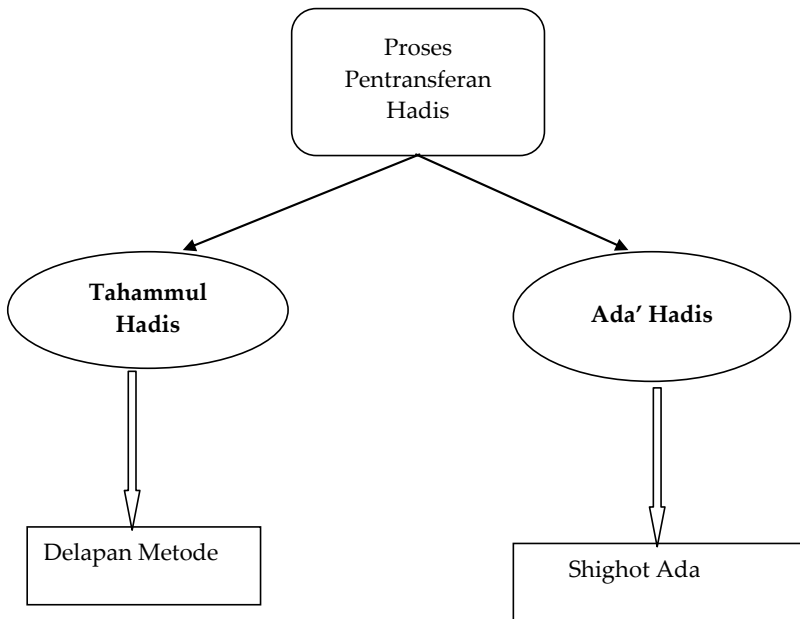 Proses
Pentransferan
Hadis
Tahammul
Hadis
Ada’ Hadis
Delapan Metode
Shighot Ada